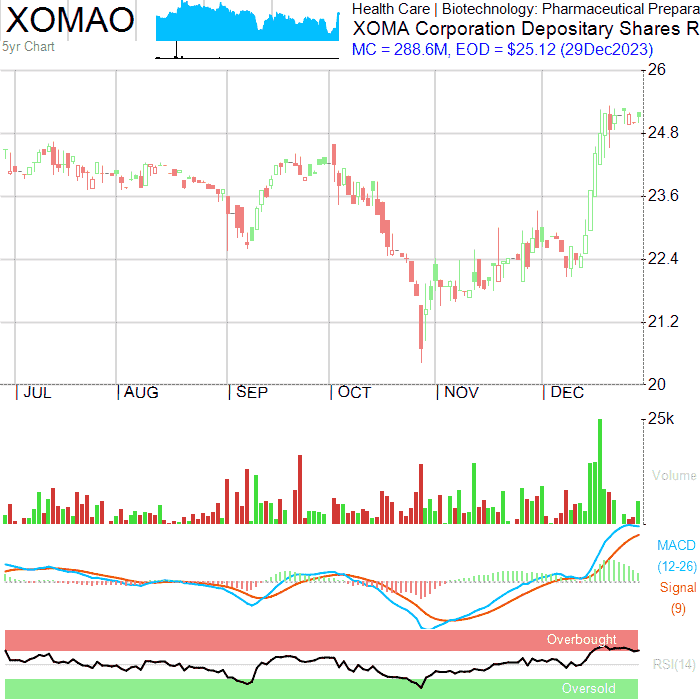 XOMAO
Health Care | Biotechnology: Pharmaceutical Prepara
XOMA Corporation Depositary Shares R
5yr Chart
MC = 288.6M, EOD = $25.12 (29Dec2023)
26
24.8
23.6
22.4
21.2
20
JUL AUG SEP OCT NOV DEC
25k
Volume
MACD
(12-26)
Signal
(9)
Overbought
RSI(14)
Oversold